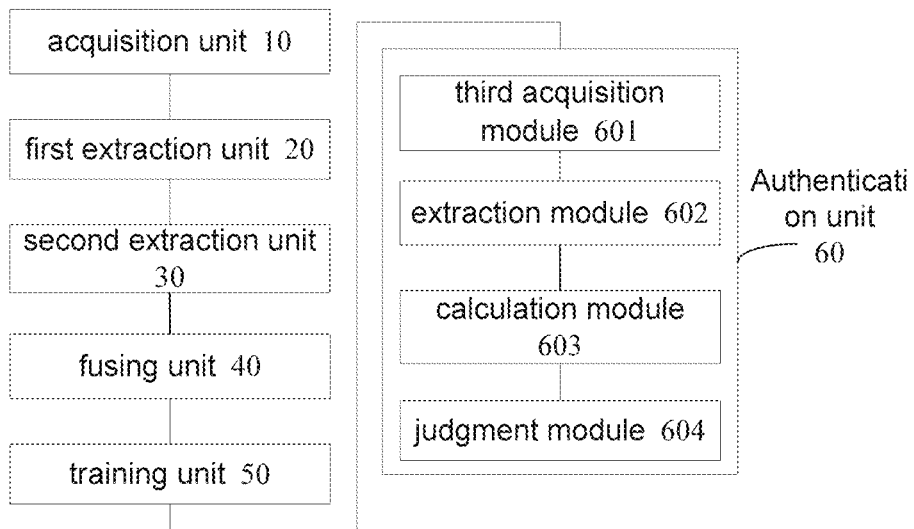 acquisition unit 10
first extraction unit 20
second extraction unit
30
fusing unit 40
training unit 50
third acquisition
module 601
extraction module 602
calculation module
603
judgment module 604
Authenticati
on unit
60